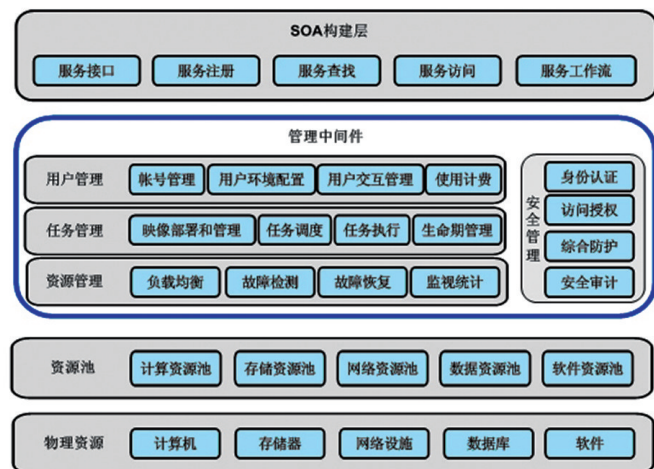 SOA构建层
服务接口 服务注册 服务查找 服务访问 服务工作流
管理中间件
用户管理 帐号管理 用户环境配置 用户交互管理 使用计费
任务管理 映像部署和管理 任务调度 任务执行 生命期管理
资源管理 负载均衡 故障检测 故障恢复 监视统计
安全管理
身份认证
访问授权
综合防护
安全审计
资源池 计算资源池 存储资源池 网络资源池 数据资源池 软件资源池
物理资源 计算机 存储器 网络设施 数据库 软件